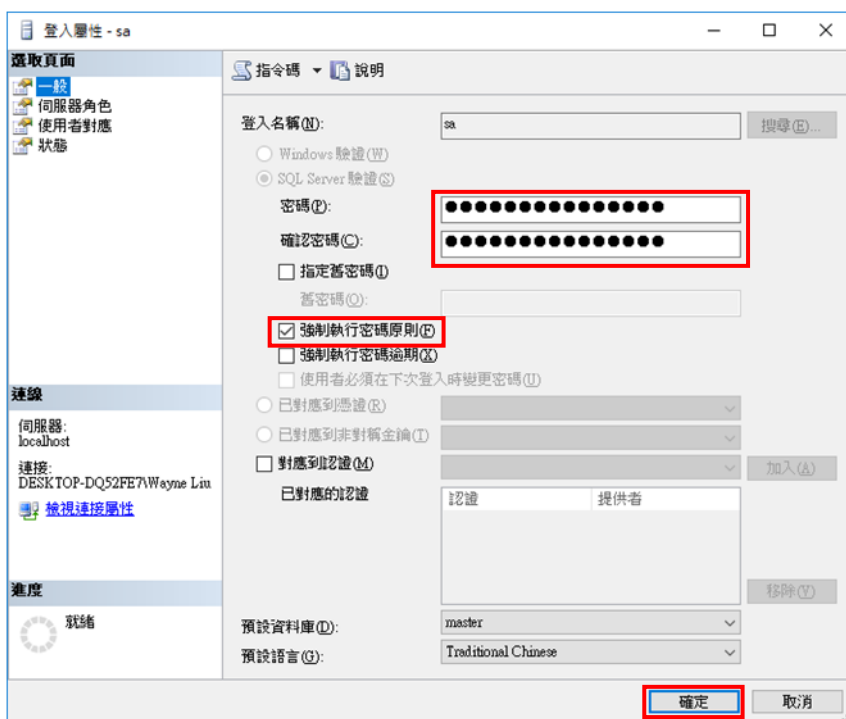 登入屬性 - sa
選取頁面
一般
伺服器角色
使用者對應
狀態
指令碼
說明
登入名稱(N):
sa
搜尋(E)...
Windows 驗證(W)
SQL Server 驗證(S)
密碼(P):
●●●●●●●●●●●●●●●
確認密碼(C):
●●●●●●●●●●●●●●●
指定舊密碼(I)
舊密碼(O):
強制執行密碼原則(F)
強制執行密碼逾期(X)
使用者必須在下次登入時變更密碼(U)
已對應到憑證(R)
已對應到非對稱金鑰(T)
對應到認證(M)
加入(A)
已對應的認證
認證 提供者
移除(V)
預設資料庫(D):
master
預設語言(G):
Traditional Chinese
連線
伺服器:
localhost
連接:
DESKTOP-DQ52FE7\Wayne Liu
檢視連接屬性
進度
就緒
確定
取消